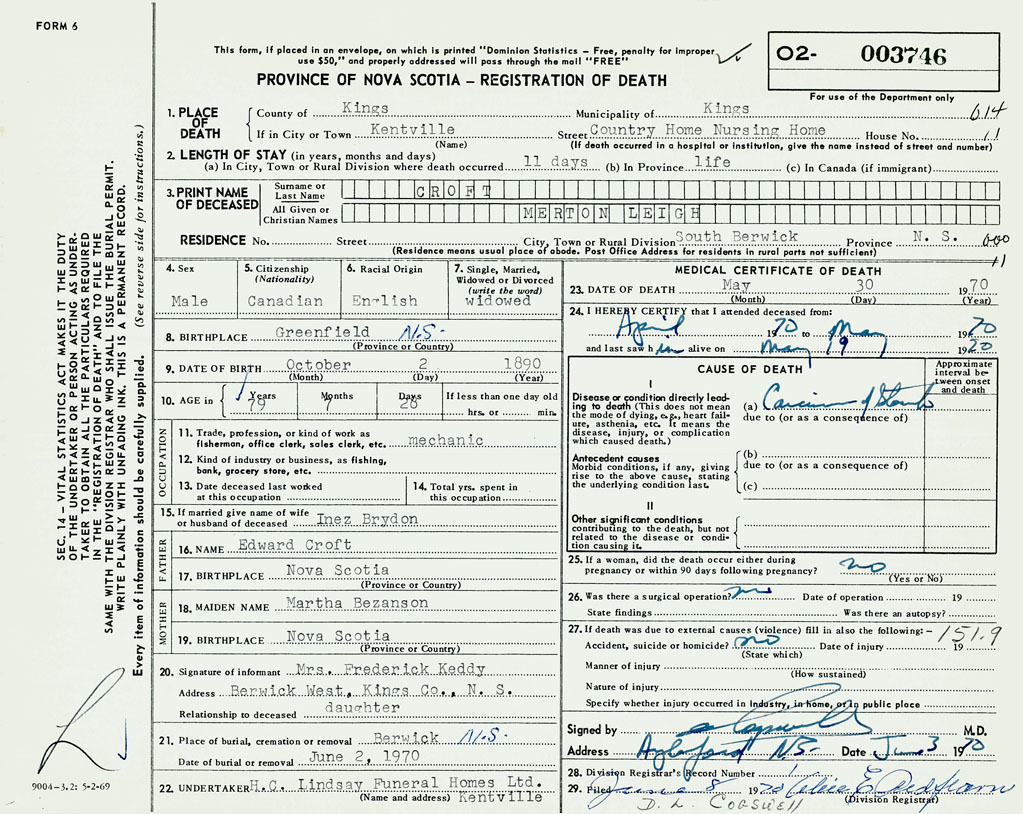 FORM 6
This form, if placed in an envelope, on which is printed "Dominion Statistics – Free, penalty for improper
use $50," and properly addressed will pass through the mail "FREE"
O2- 003746
PROVINCE OF NOVA SCOTIA – REGISTRATION OF DEATH
For use of the Department only
1. PLACE OF DEATH
County of Kings Municipality of Kings 614
If in City or Town Kentville Street Country Home Nursing Home House No. 11
(Name) (If death occurred in a hospital or institution, give the name instead of street and number)
2. LENGTH OF STAY (in years, months and days)
(a) In City, Town or Rural Division where death occurred 11 days (b) In Province life (c) In Canada (if immigrant)
3. PRINT NAME OF DECEASED
Surname or Last Name CROFT
All Given or Christian Names MERTON LEIGH
RESIDENCE No. Street City, Town or Rural Division South Berwick Province N. S. 600
(Residence means usual place of abode. Post Office Address for residents in rural parts not sufficient) 11
4. Sex
Male
5. Citizenship
(Nationality)
Canadian
6. Racial Origin
English
7. Single, Married,
Widowed or Divorced
(write the word)
widowed
8. BIRTHPLACE Greenfield N.S.
(Province or Country)
9. DATE OF BIRTH October 2 1890
(Month) (Day) (Year)
10. AGE in Years Months Days If less than one day old
79 7 28 hrs. or min.
OCCUPATION
11. Trade, profession, or kind of work as
fisherman, office clerk, sales clerk, etc. mechanic
12. Kind of industry or business, as fishing,
bank, grocery store, etc.
13. Date deceased last worked
at this occupation
14. Total yrs. spent in
this occupation
15. If married give name of wife
or husband of deceased Inez Brydon
FATHER
16. NAME Edward Croft
17. BIRTHPLACE Nova Scotia
(Province or Country)
MOTHER
18. MAIDEN NAME Martha Bezanson
19. BIRTHPLACE Nova Scotia
(Province or Country)
20. Signature of informant Mrs. Frederick Keddy
Address Berwick West, Kings Co., N. S.
Relationship to deceased daughter
21. Place of burial, cremation or removal Berwick N.S.
Date of burial or removal June 2, 1970
22. UNDERTAKER H.C. Lindsay Funeral Homes Ltd.
(Name and address) Kentville
MEDICAL CERTIFICATE OF DEATH
23. DATE OF DEATH May 30 1970
(Month) (Day) (Year)
24. I HEREBY CERTIFY that I attended deceased from:
April 1970 to May 1970
and last saw h im alive on May 19 1920
CAUSE OF DEATH
Approximate
interval between onset
and death
I
Disease or condition directly leading
to death (This does not mean
the mode of dying, e.g., heart failure,
asthenia, etc. It means the
disease, injury, or complication
which caused death.)
(a) Carcinoma of
due to (or as a consequence of)
Antecedent causes
Morbid conditions, if any, giving
rise to the above cause, stating
the underlying condition last.
(b)
due to (or as a consequence of)
(c)
II
Other significant conditions
contributing to the death, but not
related to the disease or condition
causing it.
25. If a woman, did the death occur either during
pregnancy or within 90 days following pregnancy? no
(Yes or No)
26. Was there a surgical operation? no Date of operation 19
State findings Was there an autopsy?
27. If death was due to external causes (violence) fill in also the following: – 151.9
Accident, suicide or homicide? no Date of injury 19
(State which)
Manner of injury
(How sustained)
Nature of injury
Specify whether injury occurred in Industry, in home, or in public place
Signed by M.D.
Address Aylesford N.S. Date June 3 1970
28. Division Registrar's Record Number 1
29. Filed June 8 1970
D. L. COGSWELL (Division Registrar)
SEC. 14 – VITAL STATISTICS ACT MAKES IT THE DUTY
OF THE UNDERTAKER OR PERSON ACTING AS UNDERTAKER
TO OBTAIN ALL THE PARTICULARS REQUIRED
IN THE "REGISTRATION OF DEATH" AND TO FILE THE
SAME WITH THE DIVISION REGISTRAR WHO SHALL ISSUE THE BURIAL PERMIT.
WRITE PLAINLY WITH UNFADING INK. THIS IS A PERMANENT RECORD.
Every item of information should be carefully supplied. (See reverse side for instructions.)
9004-3.2: 5-2-69